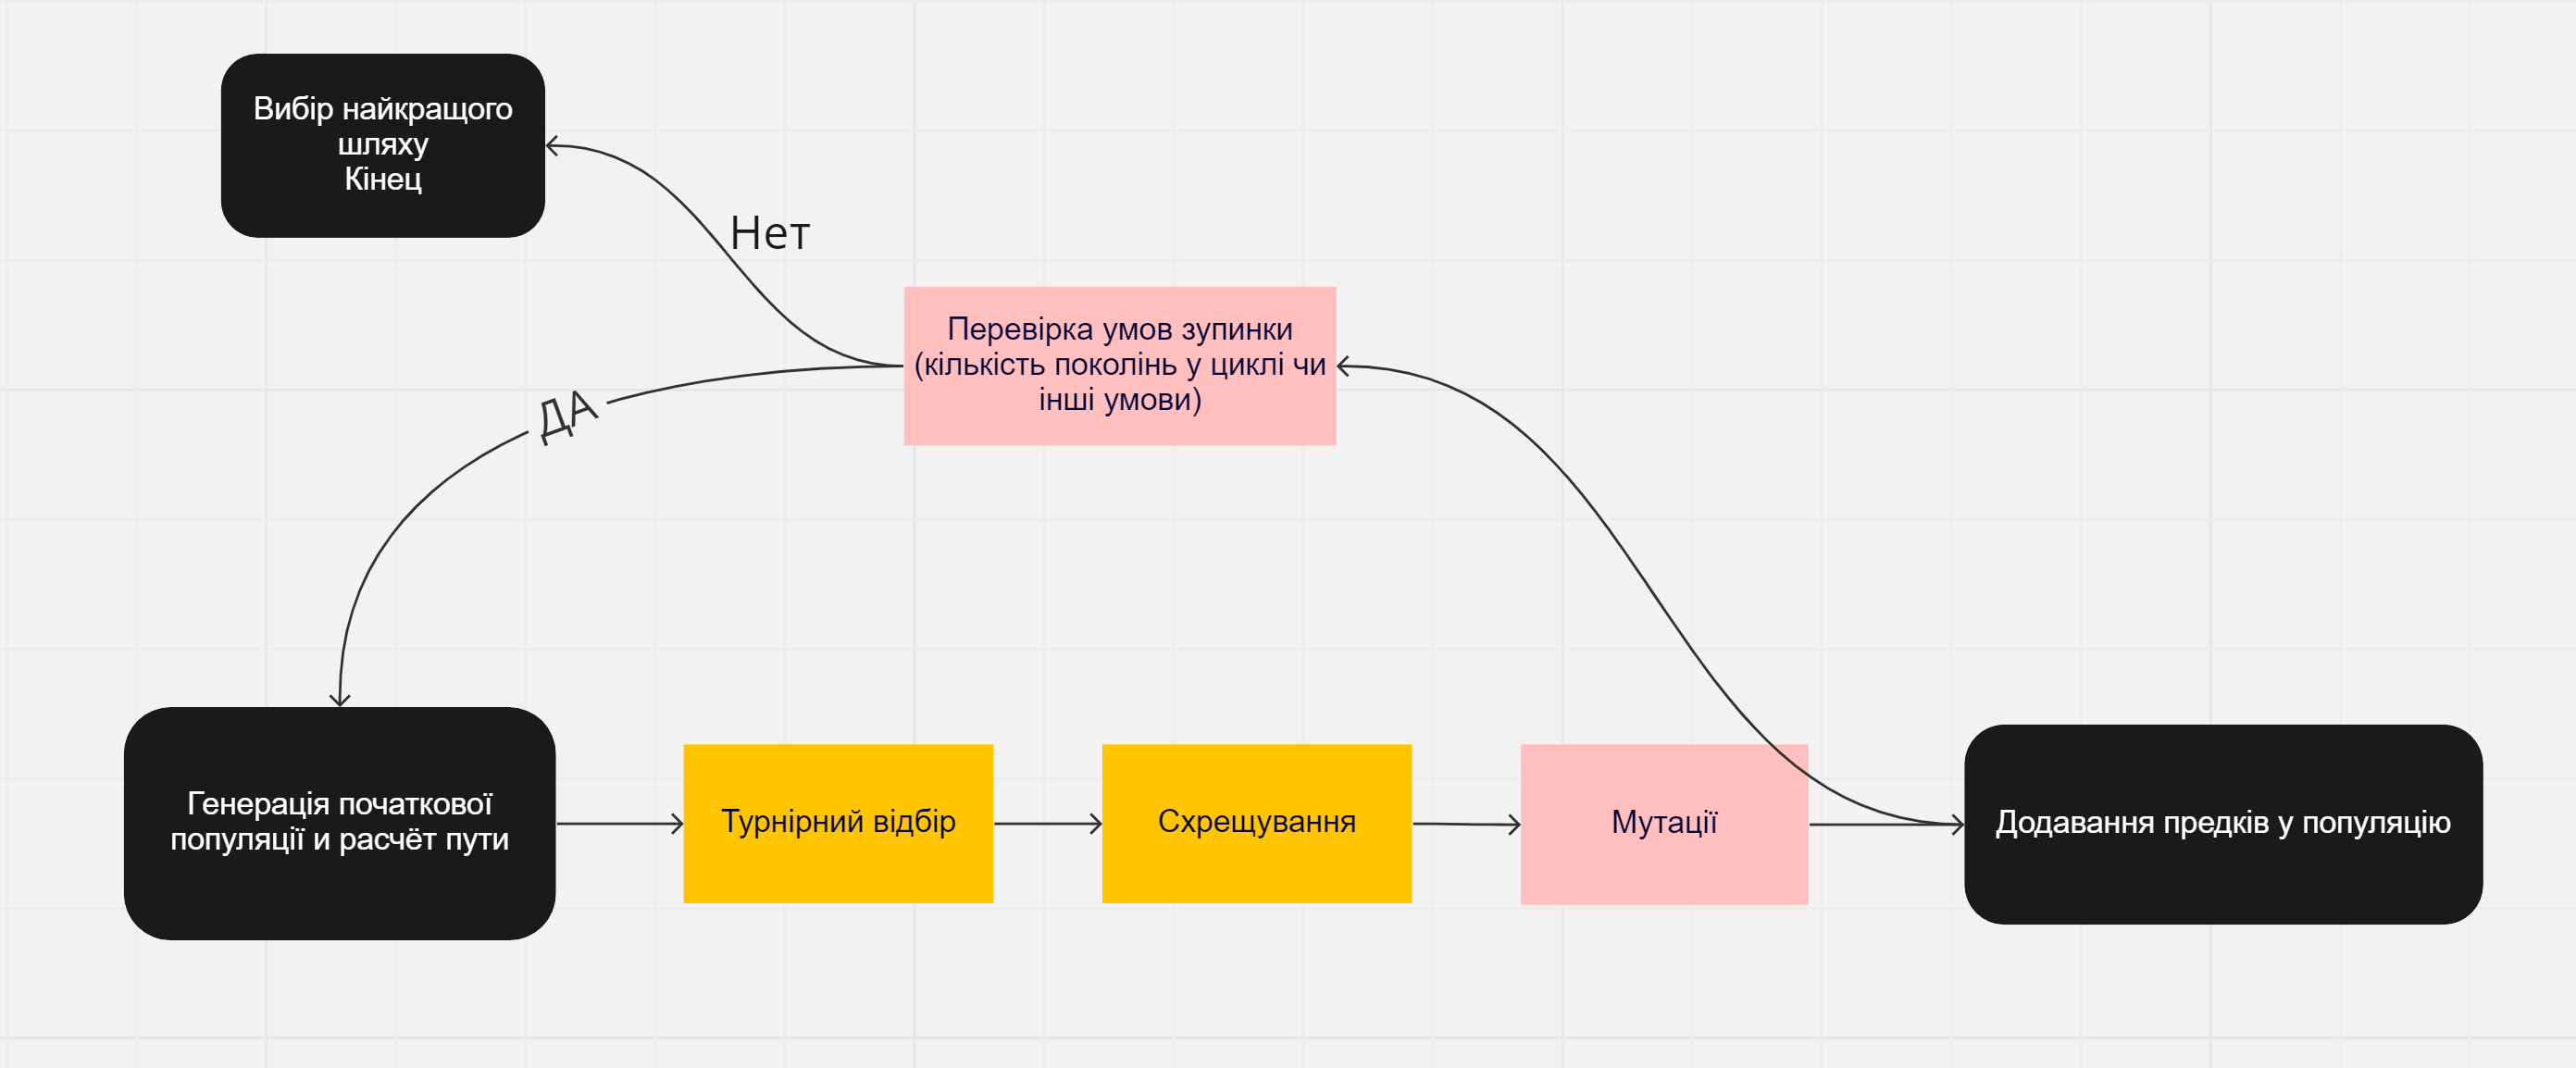 Вибір найкращого
шляху
Кінец
Нет
Перевірка умов зупинки
(кількість поколінь у циклі чи
інші умови)
ДА
Генерація початкової
популяції и расчёт пути
Турнірний відбір
Схрещування
Мутації
Додавання предків у популяцію